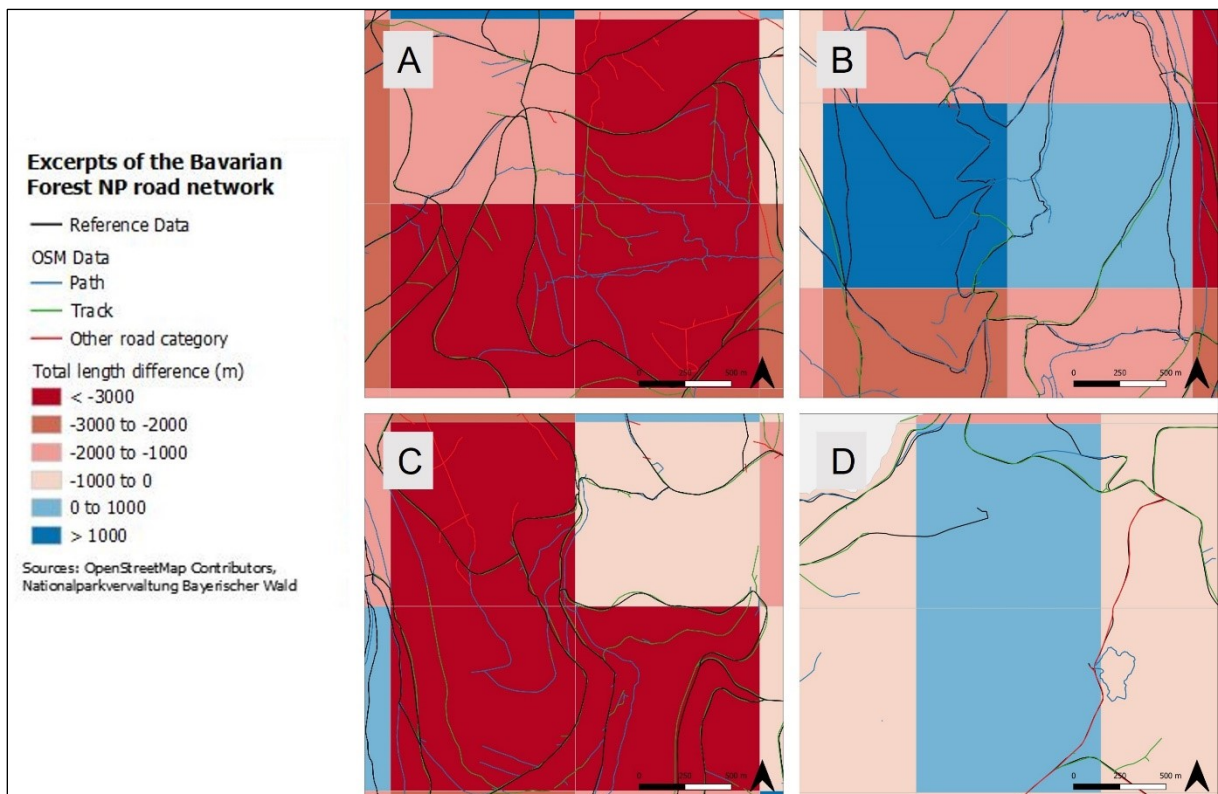 Excerpts of the Bavarian
Forest NP road network
Reference Data
OSM Data
Path
Track
Other road category
Total length difference (m)
< -3000
-3000 to -2000
-2000 to -1000
-1000 to 0
0 to 1000
> 1000
Sources: OpenStreetMap Contributors,
Nationalparkverwaltung Bayerischer Wald
A
0 250 500 m
B
0 250 500 m
C
0 250 500 m
D
0 250 500 m